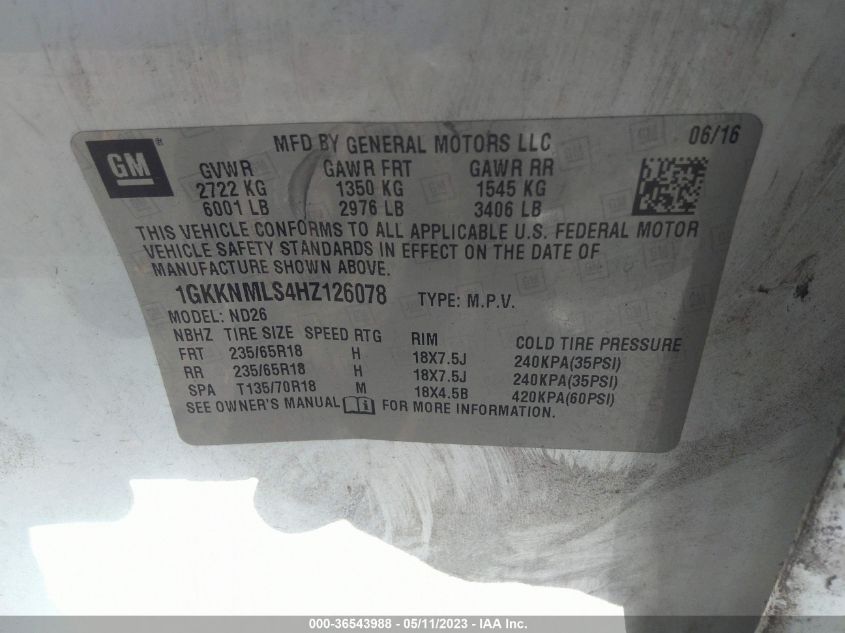 GM ® MFD BY GENERAL MOTORS LLC 06/16
GVWR GAWR FRT GAWR RR
2722 KG 1350 KG 1545 KG
6001 LB 2976 LB 3406 LB
THIS VEHICLE CONFORMS TO ALL APPLICABLE U.S. FEDERAL MOTOR
VEHICLE SAFETY STANDARDS IN EFFECT ON THE DATE OF
MANUFACTURE SHOWN ABOVE.
1GKKNMLS4HZ126078 TYPE: M.P.V.
MODEL: ND26
NBHZ TIRE SIZE SPEED RTG RIM COLD TIRE PRESSURE
FRT 235/65R18 H 18X7.5J 240KPA(35PSI)
RR 235/65R18 H 18X7.5J 240KPA(35PSI)
SPA T135/70R18 M 18X4.5B 420KPA(60PSI)
SEE OWNER'S MANUAL FOR MORE INFORMATION.
000-36543988 - 05/11/2023 - IAA Inc.